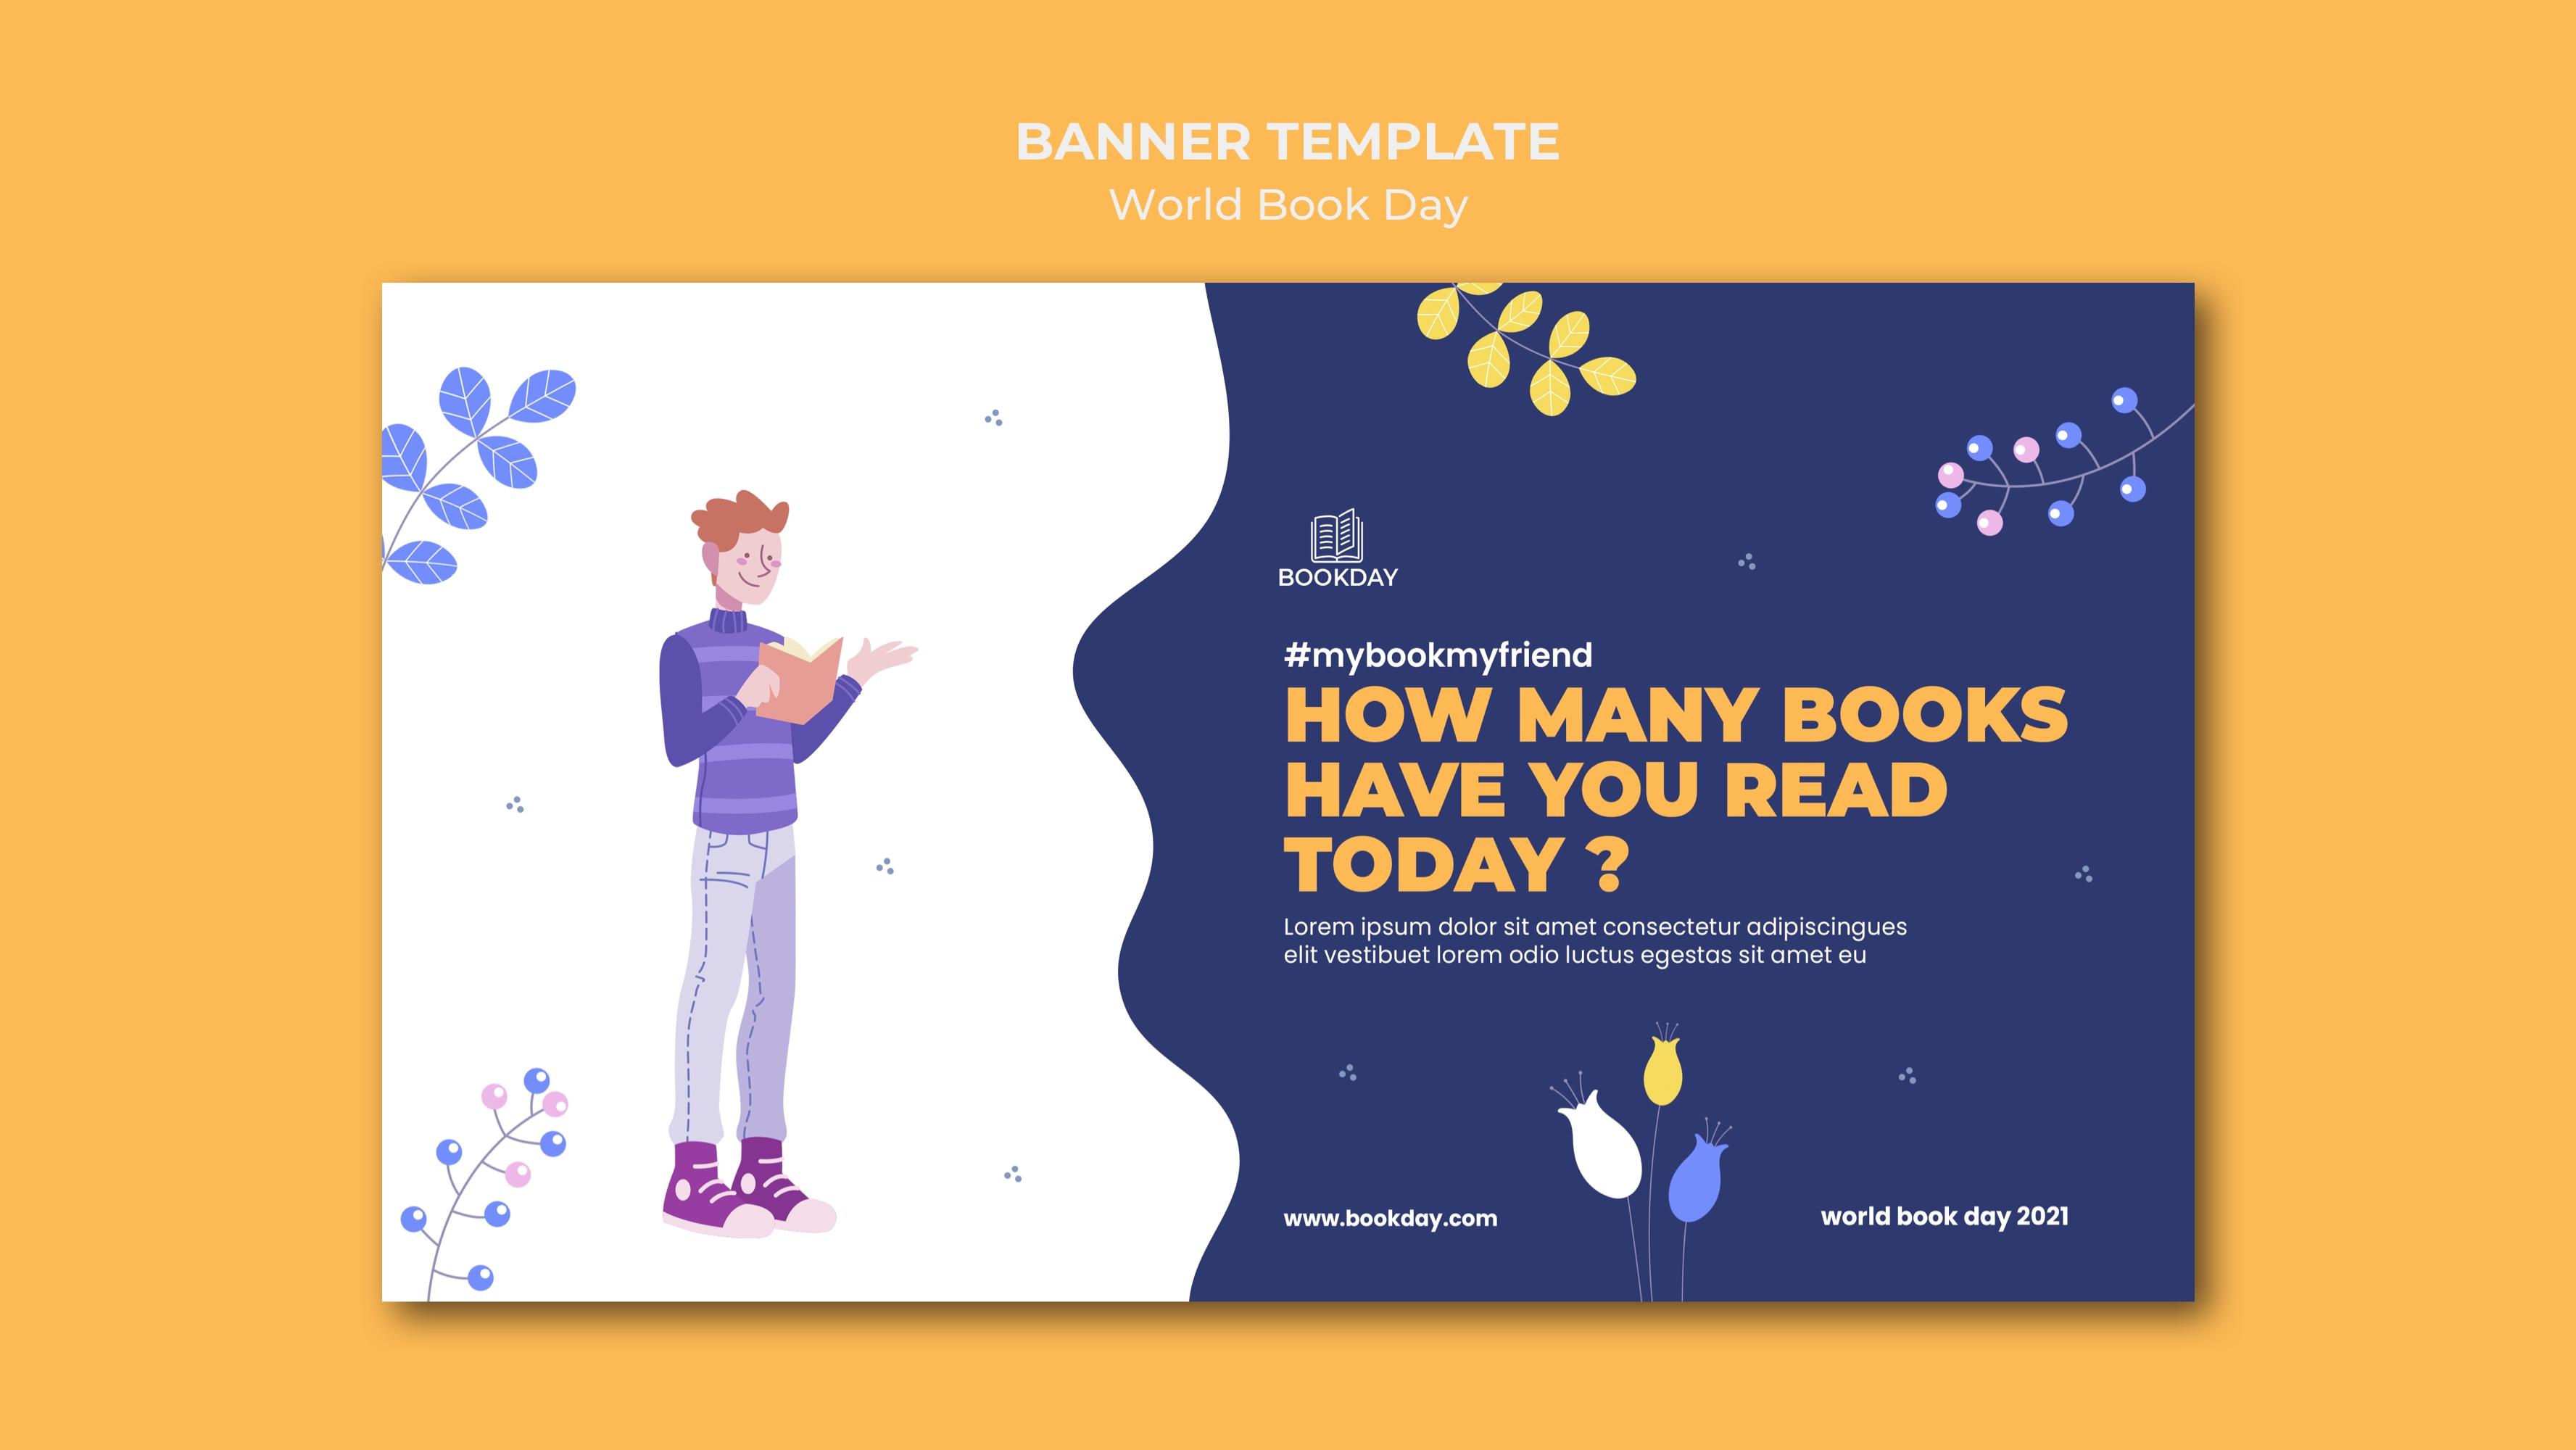 BANNER TEMPLATE
World Book Day
BOOKDAY
#mybookmyfriend
HOW MANY BOOKS
HAVE YOU READ
TODAY ?
Lorem ipsum dolor sit amet consectetur adipiscingues
elit vestibuet lorem odio luctus egestas sit amet eu
www.bookday.com
world book day 2021